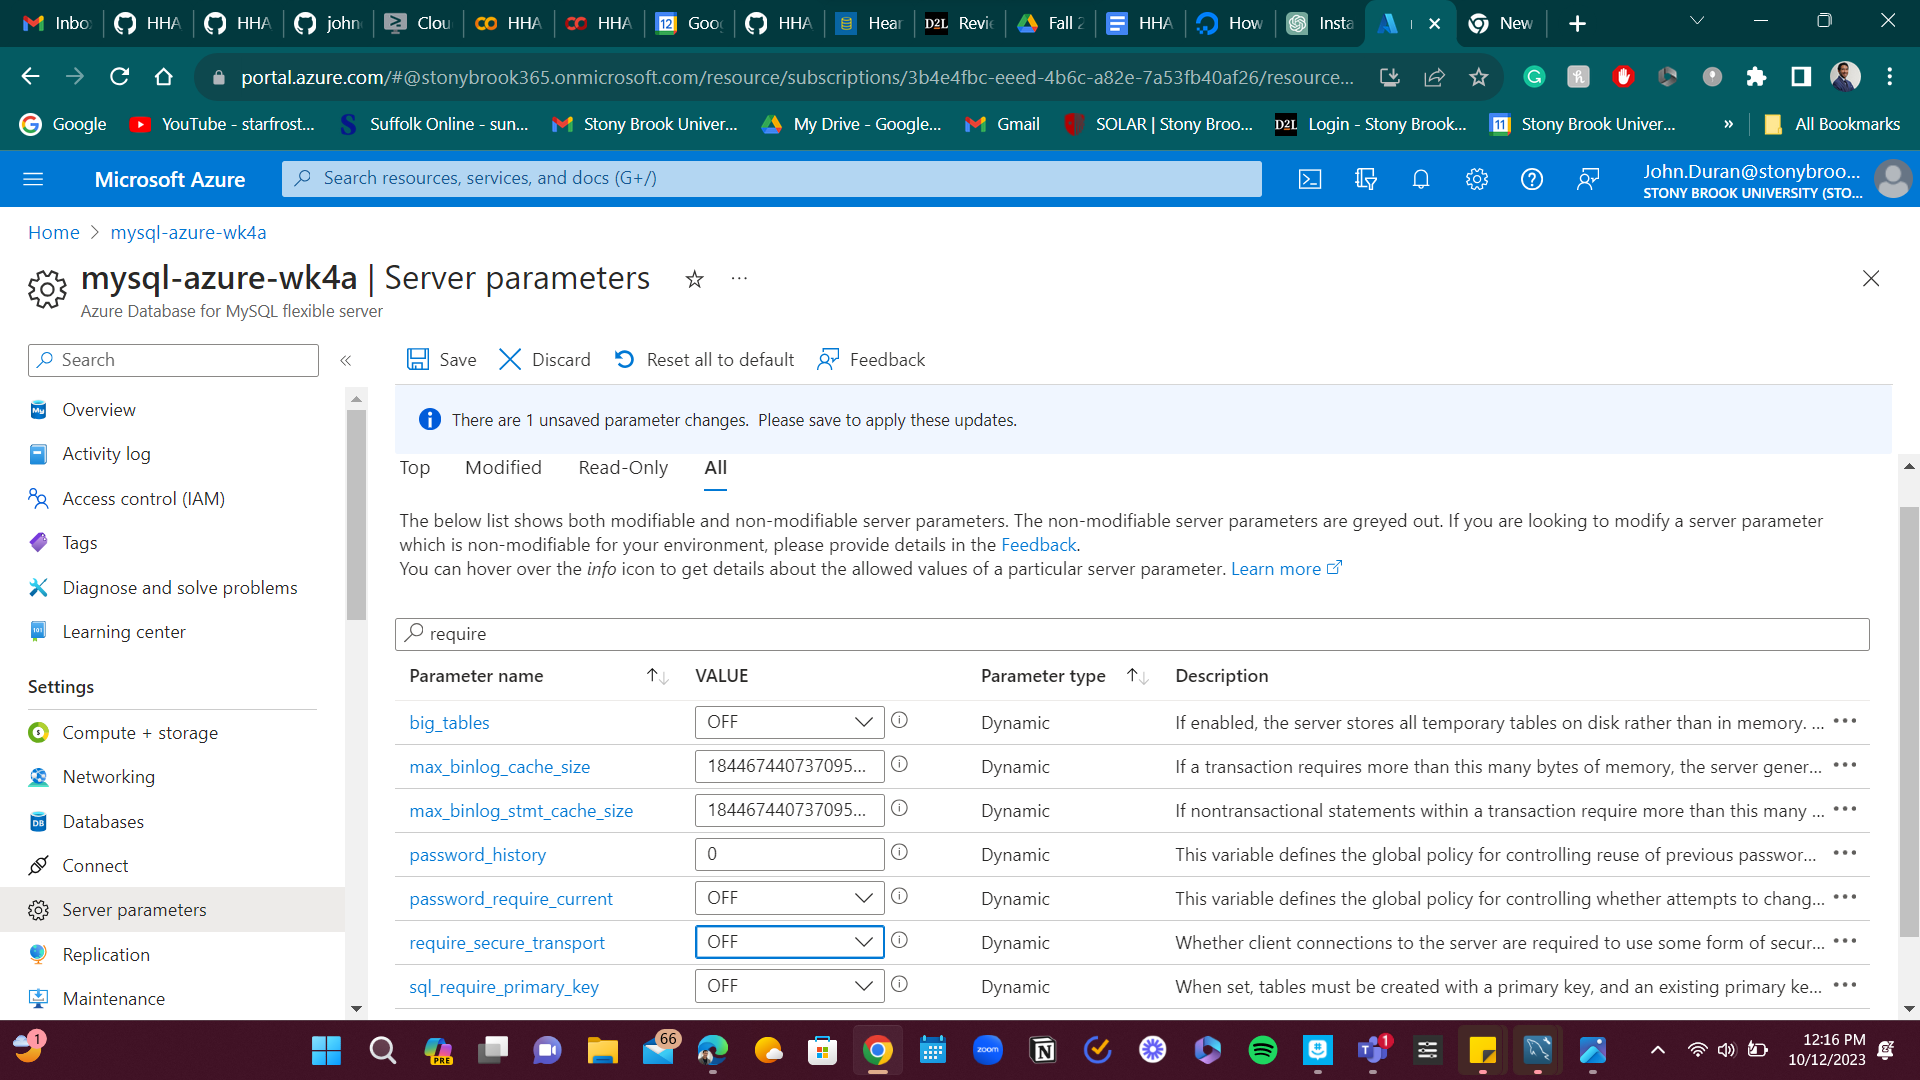 Inbo
HHA
HHA
john
Clou
HHA
HHA
Goo
HHA
Hear
Revi
Fall 2
HHA
How
Insta
New
portal.azure.com/#@stonybrook365.onmicrosoft.com/resource/subscriptions/3b4e4fbc-eeed-4b6c-a82e-7a53fb40af26/resource...
Google
YouTube - starfrost...
Suffolk Online - sun...
Stony Brook Univer...
My Drive - Google...
Gmail
SOLAR | Stony Broo...
Login - Stony Brook...
Stony Brook Univer...
»
All Bookmarks
Microsoft Azure
Search resources, services, and docs (G+/)
John.Duran@stonybroo...
STONY BROOK UNIVERSITY (STO...
Home > mysql-azure-wk4a
mysql-azure-wk4a | Server parameters
Azure Database for MySQL flexible server
Search
Save
Discard
Reset all to default
Feedback
There are 1 unsaved parameter changes. Please save to apply these updates.
Overview
Activity log
Access control (IAM)
Tags
Diagnose and solve problems
Learning center
Settings
Compute + storage
Networking
Databases
Connect
Server parameters
Replication
Maintenance
Top
Modified
Read-Only
All
The below list shows both modifiable and non-modifiable server parameters. The non-modifiable server parameters are greyed out. If you are looking to modify a server parameter
which is non-modifiable for your environment, please provide details in the Feedback.
You can hover over the info icon to get details about the allowed values of a particular server parameter. Learn more
require
Parameter name VALUE Parameter type Description
big_tables OFF Dynamic If enabled, the server stores all temporary tables on disk rather than in memory. ...
max_binlog_cache_size 184467440737095... Dynamic If a transaction requires more than this many bytes of memory, the server gener...
max_binlog_stmt_cache_size 184467440737095... Dynamic If nontransactional statements within a transaction require more than this many ...
password_history 0 Dynamic This variable defines the global policy for controlling reuse of previous passwor...
password_require_current OFF Dynamic This variable defines the global policy for controlling whether attempts to chang...
require_secure_transport OFF Dynamic Whether client connections to the server are required to use some form of secur...
sql_require_primary_key OFF Dynamic When set, tables must be created with a primary key, and an existing primary ke...
1
PRE
66
zoom
1
12:16 PM
10/12/2023